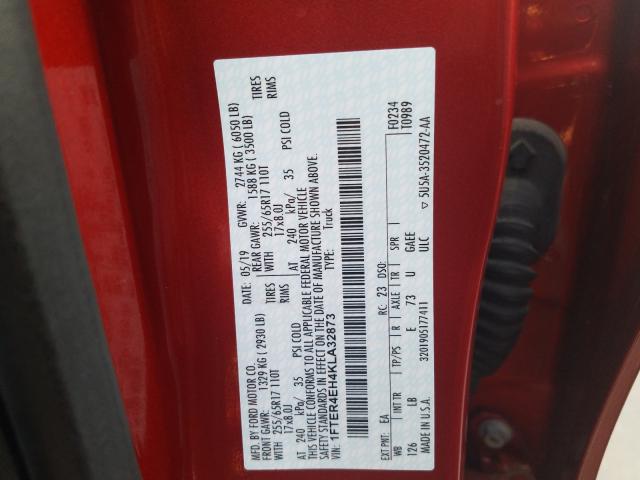 MFD. BY FORD MOTOR CO.
DATE: 05/19 GVWR: 2744 KG ( 6050 LB)
FRONT GAWR: 1329 KG ( 2930 LB) REAR GAWR: 1588 KG ( 3500 LB)
255/65R17 110T TIRES WITH 255/65R17 110T TIRES
17x8.0J RIMS 17x8.0J RIMS
AT 240 kPa/ 35 PSI COLD AT 240 kPa/ 35 PSI COLD
THIS VEHICLE CONFORMS TO ALL APPLICABLE FEDERAL MOTOR VEHICLE
SAFETY STANDARDS IN EFFECT ON THE DATE OF MANUFACTURE SHOWN ABOVE.
VIN: 1FTER4EH4KLA32873 TYPE: Truck
EXT PNT: EA RC: 23 DSO: F0234
T0989
WB INT TR TP/PS R AXLE TR SPR
126 LB E 73 U GAEE
MADE IN U.S.A. 3201905177411 ULC ▽ 5U5A-3520472-AA